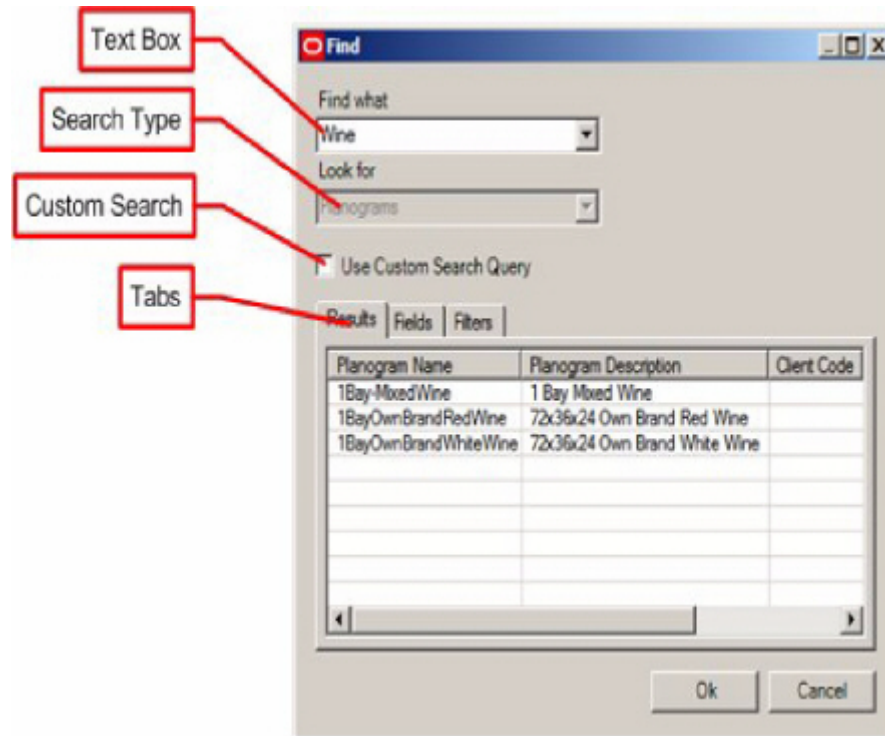 Text Box
Find
Find what
Search Type
Wine
Look for
Custom Search
Planograms
Use Custom Search Query
Tabs
Results Fields Filters
Planogram Name Planogram Description Client Code
1Bay-MixedWine 1 Bay Mixed Wine
1BayOwnBrandRedWine 72x36x24 Own Brand Red Wine
1BayOwnBrandWhiteWine 72x36x24 Own Brand White Wine
Ok Cancel